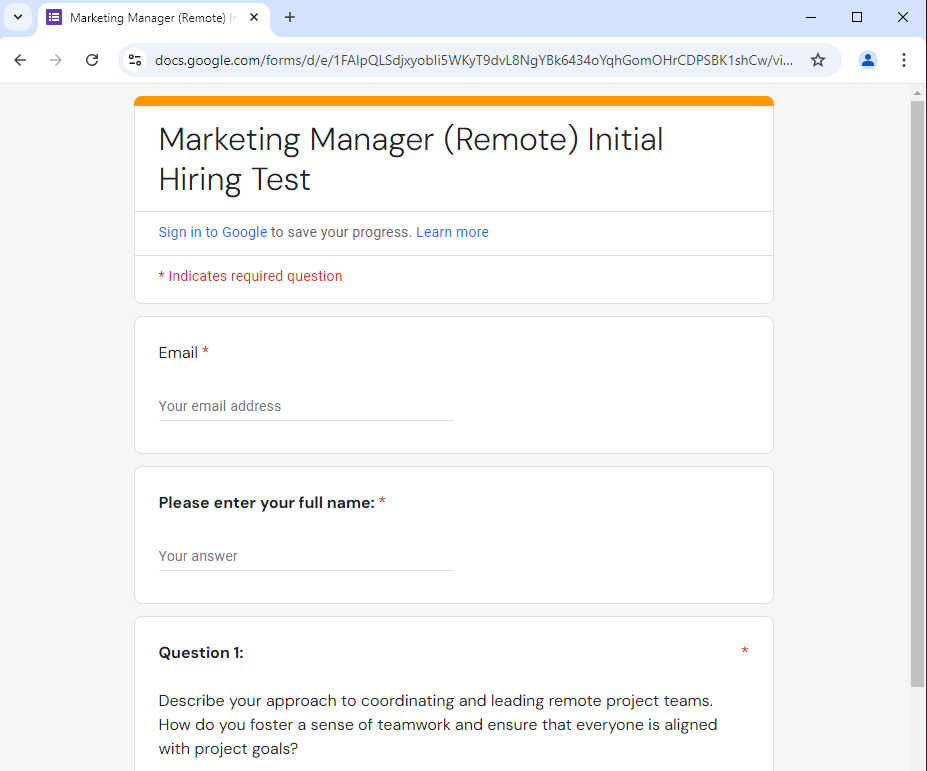 Marketing Manager (Remote) In
docs.google.com/forms/d/e/1FAIpQLSdjxyobIi5WKyT9dvL8NgYBk6434oYqhGomOHrCDPSBK1shCw/vi...
Marketing Manager (Remote) Initial
Hiring Test
Sign in to Google to save your progress. Learn more
* Indicates required question
Email *
Your email address
Please enter your full name: *
Your answer
Question 1: *
Describe your approach to coordinating and leading remote project teams.
How do you foster a sense of teamwork and ensure that everyone is aligned
with project goals?